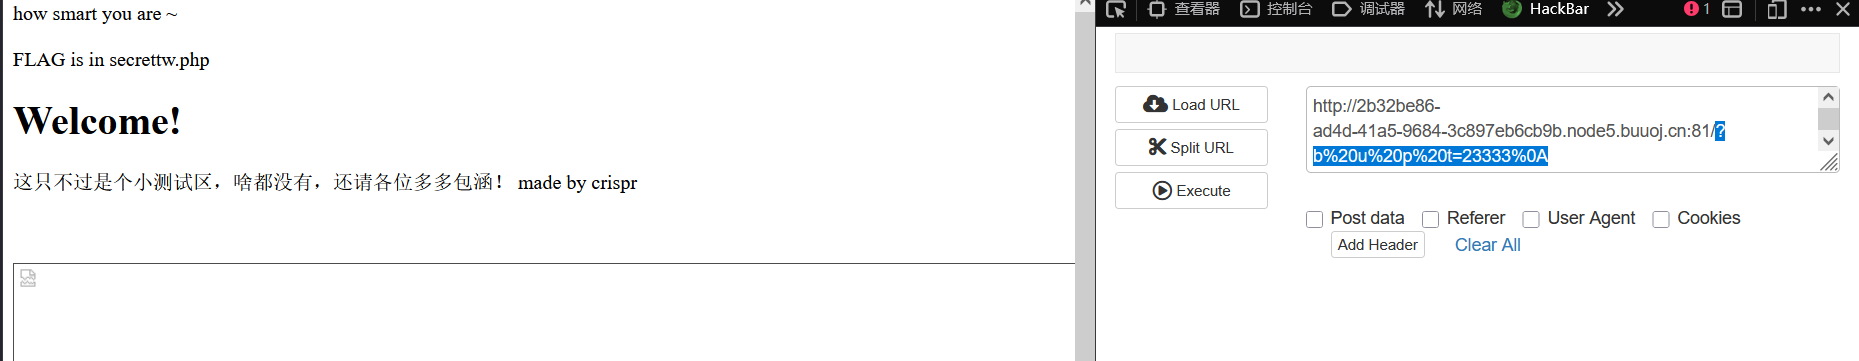 how smart you are ~
FLAG is in secrettw.php
Welcome!
这只不过是个小测试区，啥都没有，还请各位多多包涵！ made by crispr
查看器 控制台 调试器 网络 HackBar 1
Load URL
Split URL
Execute
http://2b32be86-
ad4d-41a5-9684-3c897eb6cb9b.node5.buuoj.cn:81/?
b%20u%20p%20t=23333%0A
Post data Referer User Agent Cookies
Add Header Clear All